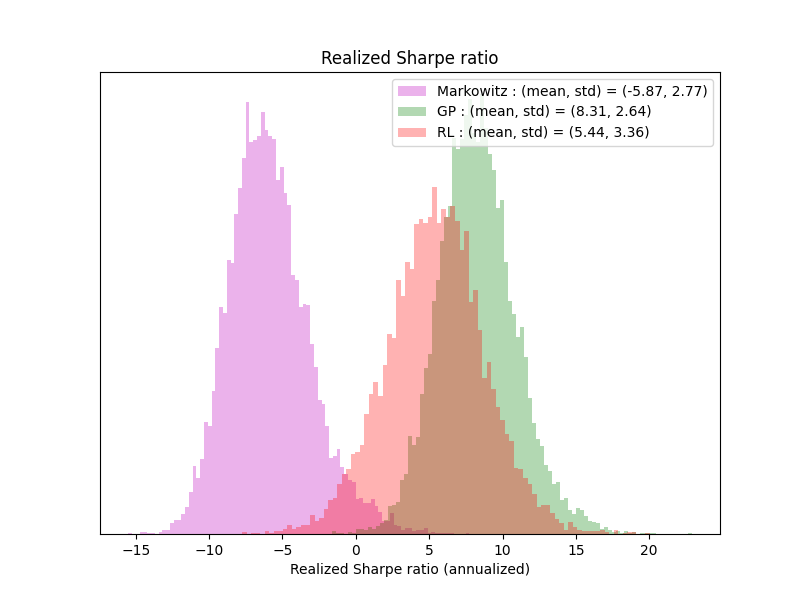 Realized Sharpe ratio
Markowitz : (mean, std) = (-5.87, 2.77)
GP : (mean, std) = (8.31, 2.64)
RL : (mean, std) = (5.44, 3.36)
−15 −10 −5 0 5 10 15 20
Realized Sharpe ratio (annualized)